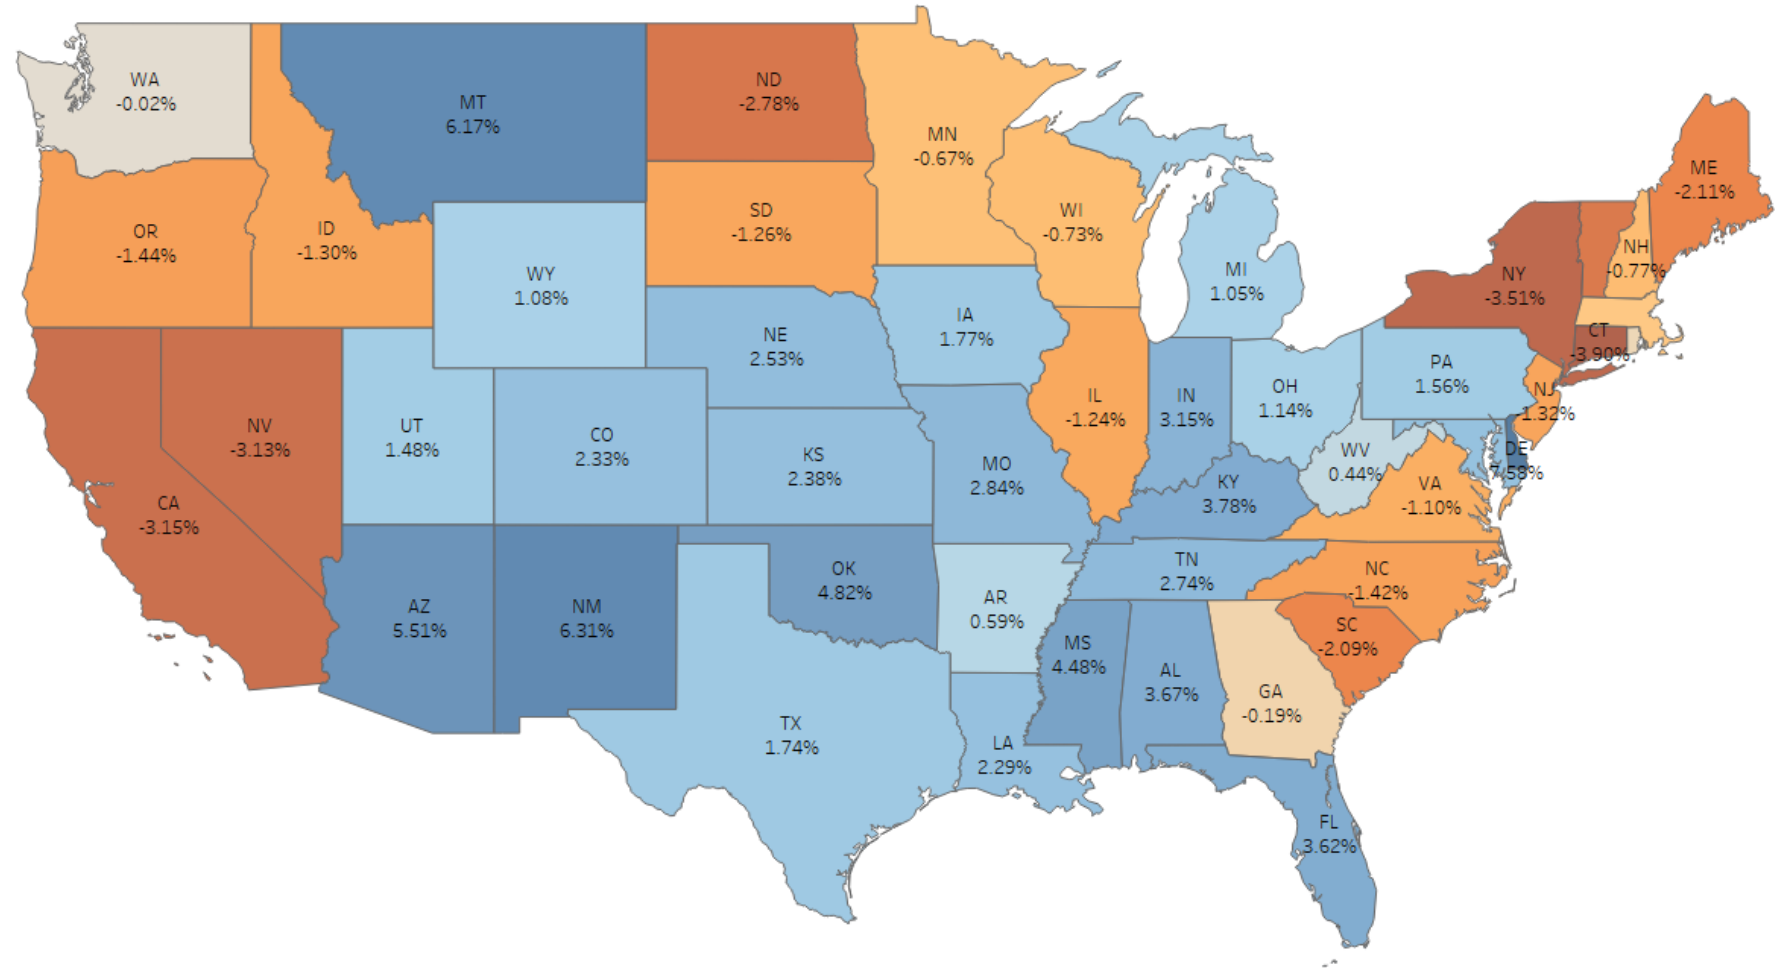 WA
-0.02%
MT
6.17%
ND
-2.78%
MN
-0.67%
ME
-2.11%
OR
-1.44%
ID
-1.30%
SD
-1.26%
WI
-0.73%
NH
-0.77%
WY
1.08%
MI
1.05%
NY
-3.51%
IA
1.77%
NE
2.53%
CT
-3.90%
PA
1.56%
OH
1.14%
NJ
-1.32%
IL
-1.24%
IN
3.15%
NV
-3.13%
UT
1.48%
CO
2.33%
KS
2.38%
MO
2.84%
WV
0.44%
DE
7.58%
KY
3.78%
VA
-1.10%
CA
-3.15%
OK
4.82%
TN
2.74%
NC
-1.42%
AZ
5.51%
NM
6.31%
AR
0.59%
SC
-2.09%
MS
4.48%
AL
3.67%
GA
-0.19%
TX
1.74%
LA
2.29%
FL
3.62%